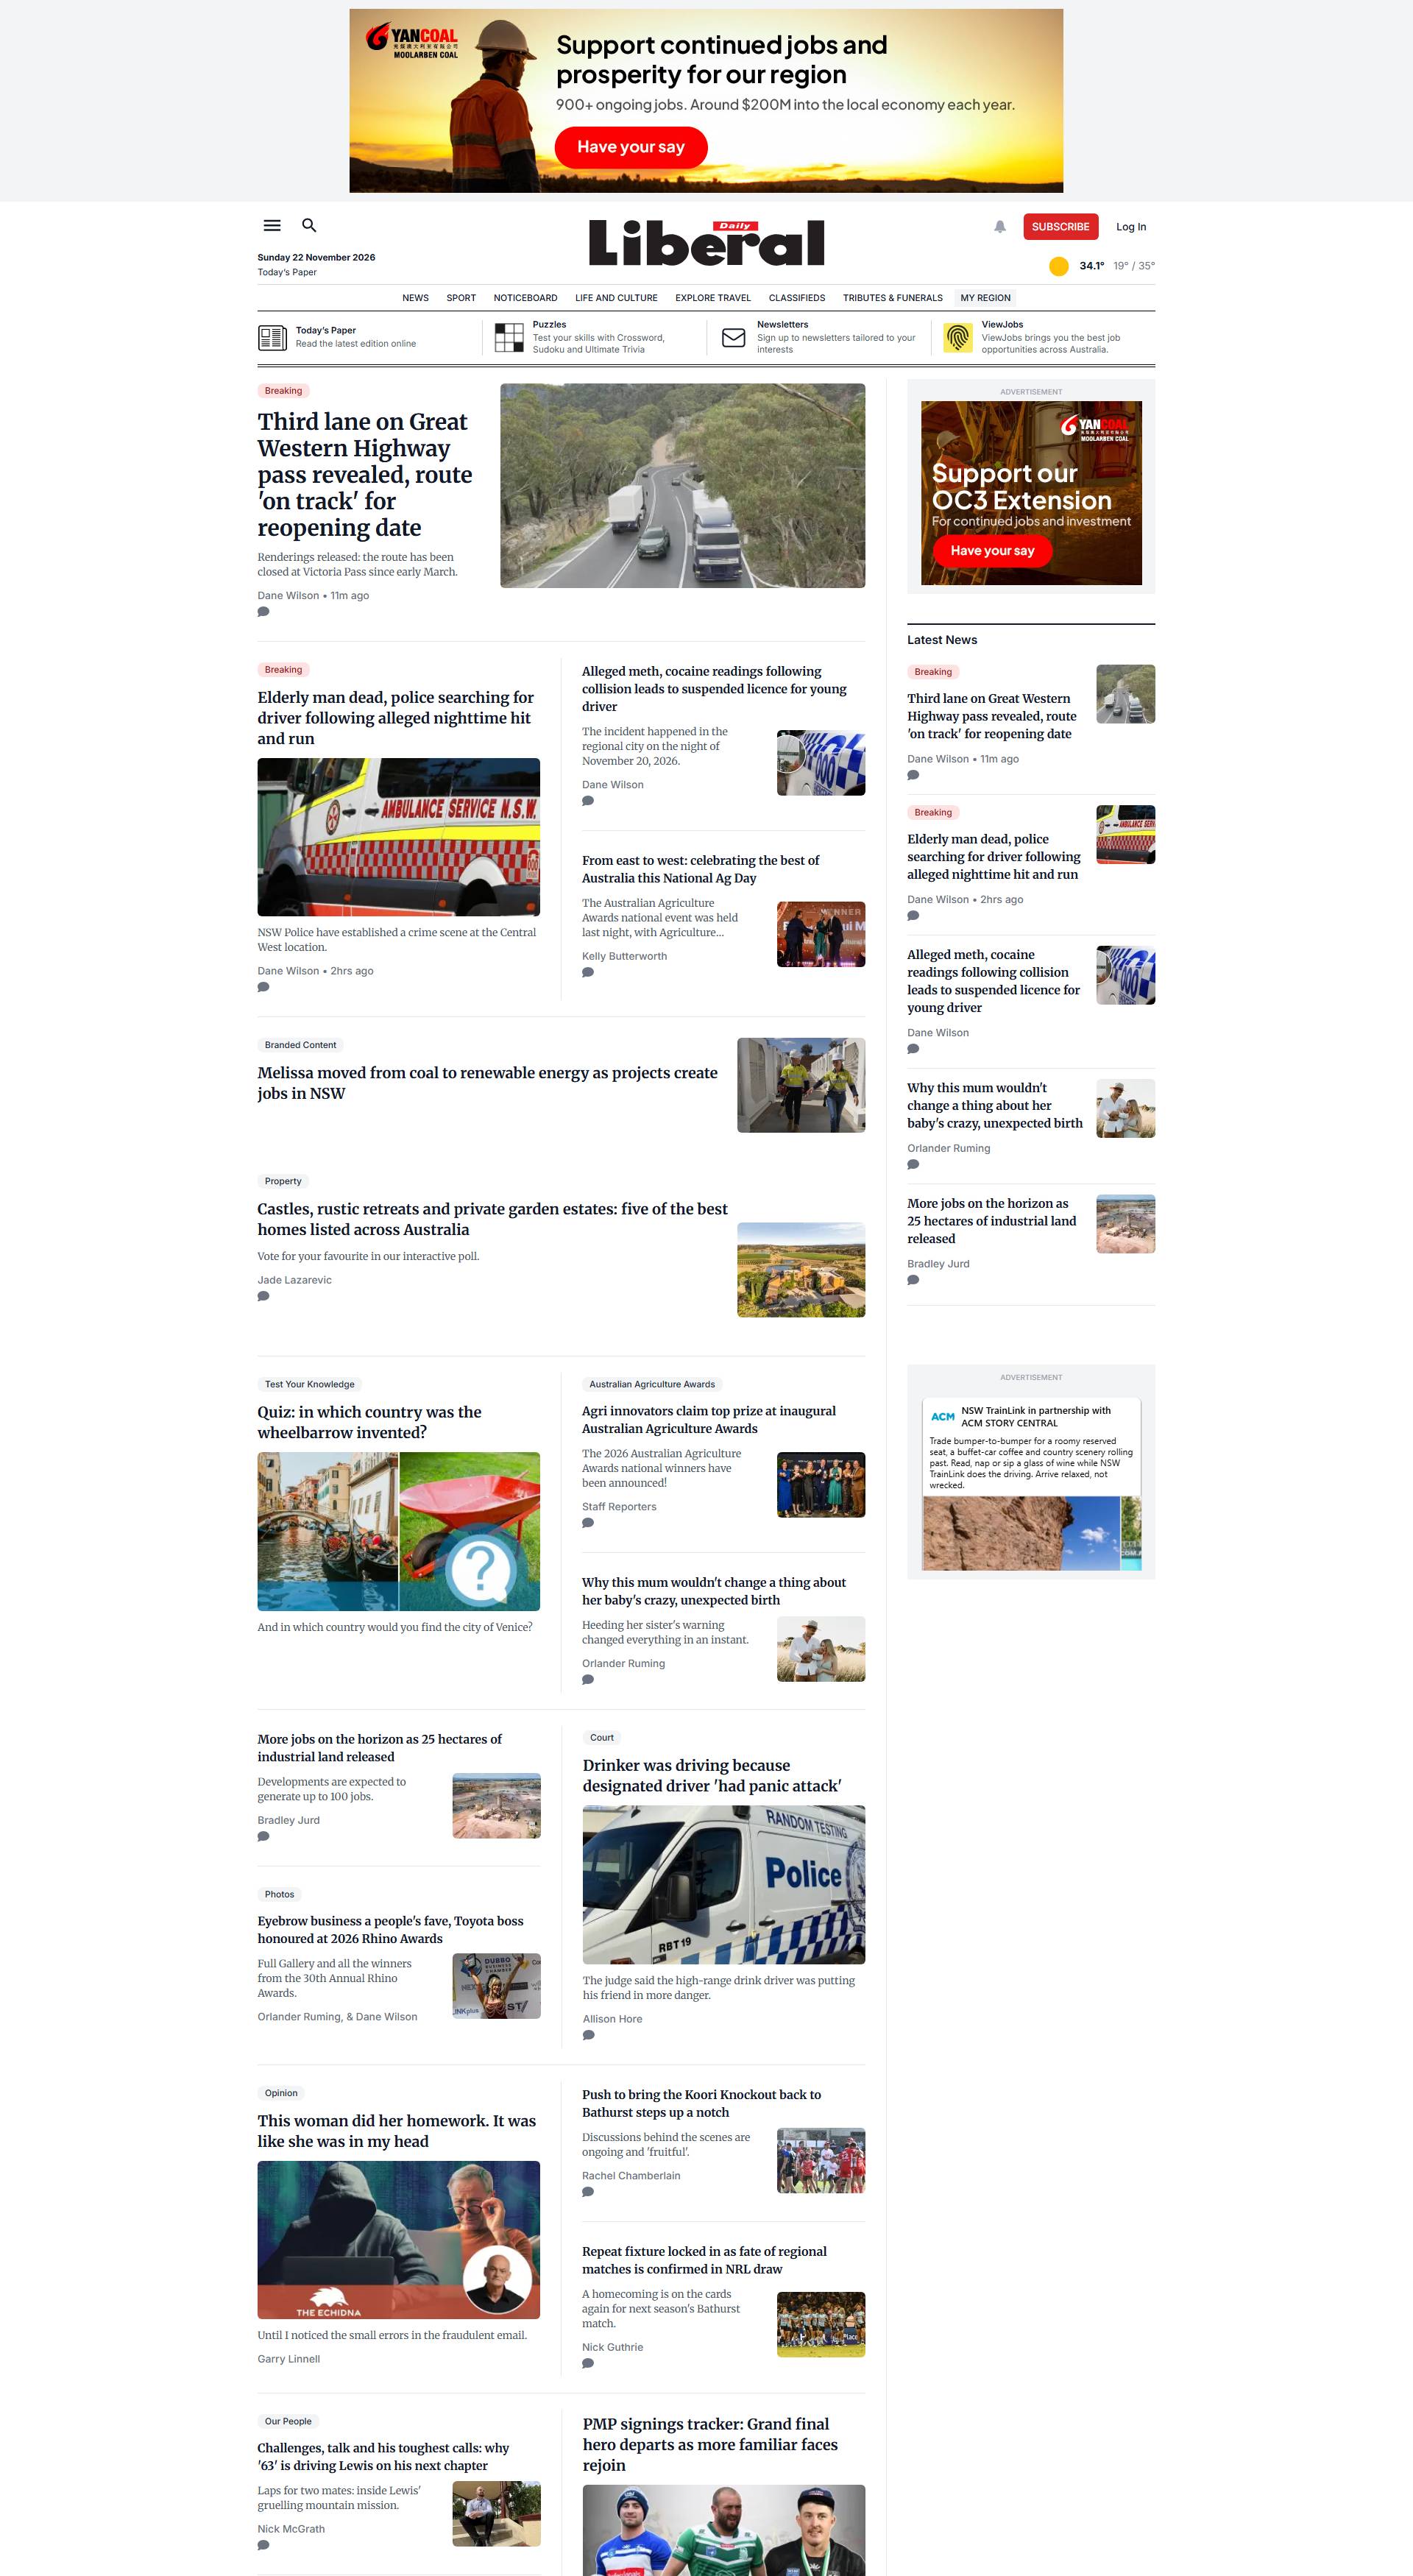 YANCOAL
MOOLARBEN COAL
Support continued jobs and
prosperity for our region
900+ ongoing jobs. Around $200M into the local economy each year.
Have your say
Daily
Liberal
SUBSCRIBE
Log In
Sunday 22 November 2026
Today's Paper
34.1°
19° / 35°
NEWS
SPORT
NOTICEBOARD
LIFE AND CULTURE
EXPLORE TRAVEL
CLASSIFIEDS
TRIBUTES & FUNERALS
MY REGION
Today's Paper
Read the latest edition online
Puzzles
Test your skills with Crossword,
Sudoku and Ultimate Trivia
Newsletters
Sign up to newsletters tailored to your
interests
ViewJobs
ViewJobs brings you the best job
opportunities across Australia.
Breaking
Third lane on Great
Western Highway
pass revealed, route
'on track' for
reopening date
Renderings released: the route has been
closed at Victoria Pass since early March.
Dane Wilson • 11m ago
Breaking
Elderly man dead, police searching for
driver following alleged nighttime hit
and run
AMBULANCE SERVICE N.S.W.
000
NSW Police have established a crime scene at the Central
West location.
Dane Wilson • 2hrs ago
Alleged meth, cocaine readings following
collision leads to suspended licence for young
driver
The incident happened in the
regional city on the night of
November 20, 2026.
000
Dane Wilson
From east to west: celebrating the best of
Australia this National Ag Day
The Australian Agriculture
Awards national event was held
last night, with Agriculture...
Kelly Butterworth
Branded Content
Melissa moved from coal to renewable energy as projects create
jobs in NSW
Property
Castles, rustic retreats and private garden estates: five of the best
homes listed across Australia
Vote for your favourite in our interactive poll.
Jade Lazarevic
Test Your Knowledge
Quiz: in which country was the
wheelbarrow invented?
?
And in which country would you find the city of Venice?
Australian Agriculture Awards
Agri innovators claim top prize at inaugural
Australian Agriculture Awards
The 2026 Australian Agriculture
Awards national winners have
been announced!
Staff Reporters
Why this mum wouldn't change a thing about
her baby's crazy, unexpected birth
Heeding her sister's warning
changed everything in an instant.
Orlander Ruming
More jobs on the horizon as 25 hectares of
industrial land released
Developments are expected to
generate up to 100 jobs.
Bradley Jurd
Photos
Eyebrow business a people's fave, Toyota boss
honoured at 2026 Rhino Awards
Full Gallery and all the winners
from the 30th Annual Rhino
Awards.
DUBBO
Orlander Ruming, & Dane Wilson
Court
Drinker was driving because
designated driver 'had panic attack'
RANDOM TESTING
Police
RBT 19
The judge said the high-range drink driver was putting
his friend in more danger.
Allison Hore
Opinion
This woman did her homework. It was
like she was in my head
THE ECHIDNA
Until I noticed the small errors in the fraudulent email.
Garry Linnell
Push to bring the Koori Knockout back to
Bathurst steps up a notch
Discussions behind the scenes are
ongoing and 'fruitful'.
Rachel Chamberlain
Repeat fixture locked in as fate of regional
matches is confirmed in NRL draw
A homecoming is on the cards
again for next season's Bathurst
match.
Nick Guthrie
Our People
Challenges, talk and his toughest calls: why
'63' is driving Lewis on his next chapter
Laps for two mates: inside Lewis'
gruelling mountain mission.
Nick McGrath
PMP signings tracker: Grand final
hero departs as more familiar faces
rejoin
ADVERTISEMENT
YANCOAL
MOOLARBEN COAL
Support our
OC3 Extension
For continued jobs and investment
Have your say
Latest News
Breaking
Third lane on Great Western
Highway pass revealed, route
'on track' for reopening date
Dane Wilson • 11m ago
Breaking
Elderly man dead, police
searching for driver following
alleged nighttime hit and run
Dane Wilson • 2hrs ago
Alleged meth, cocaine
readings following collision
leads to suspended licence for
young driver
Dane Wilson
Why this mum wouldn't
change a thing about her
baby's crazy, unexpected birth
Orlander Ruming
More jobs on the horizon as
25 hectares of industrial land
released
Bradley Jurd
ADVERTISEMENT
ACM
NSW TrainLink in partnership with
ACM STORY CENTRAL
Trade bumper-to-bumper for a roomy reserved
seat, a buffet-car coffee and country scenery rolling
past. Read, nap or sip a glass of wine while NSW
TrainLink does the driving. Arrive relaxed, not
wrecked.